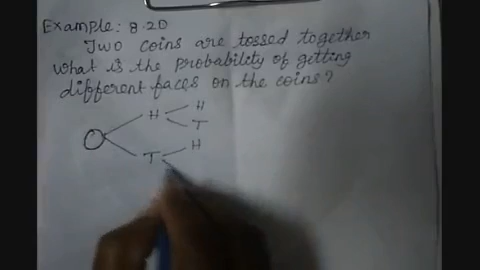 Example: 8.20
Two coins are tossed together
what is the probability of getting
different faces on the coins?
H
H
T
T
H